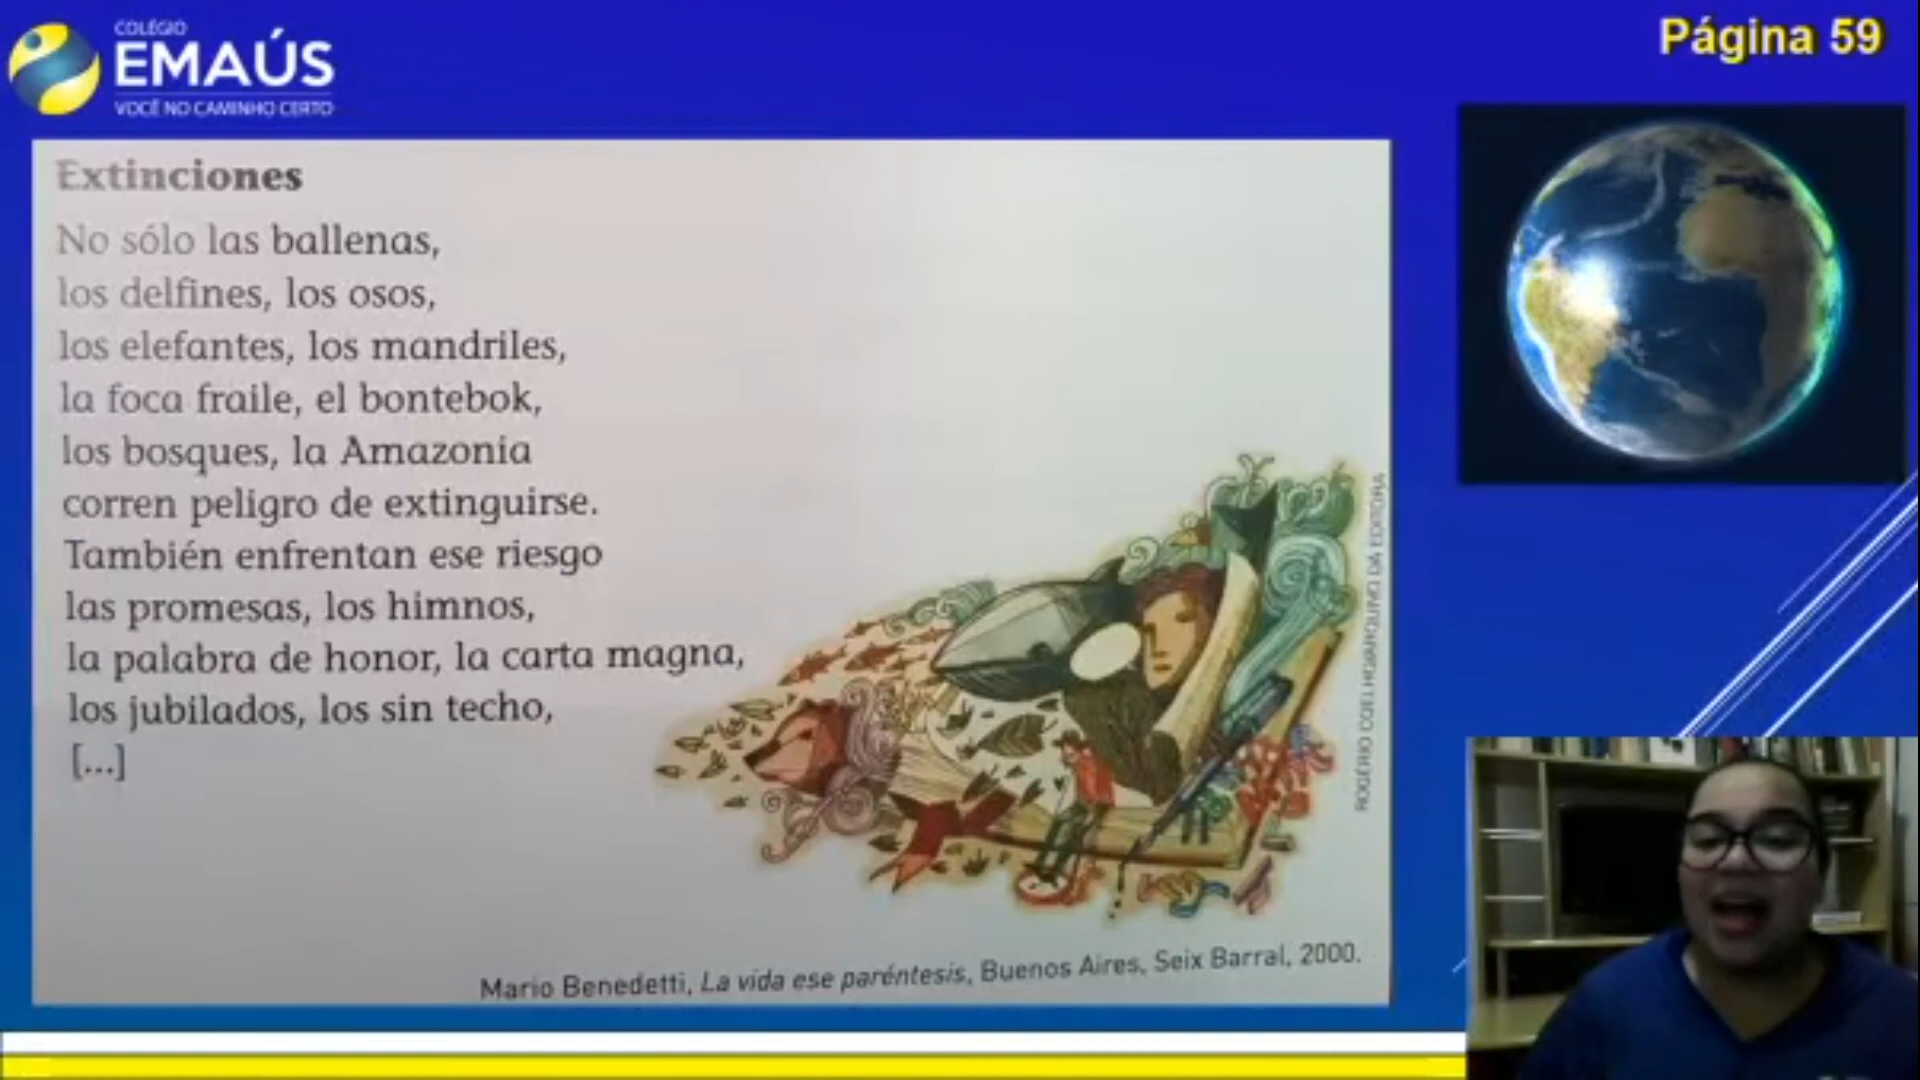 COLÉGIO
EMAÚS
VOCÊ NO CAMINHO CERTO
Página 59
Extinciones
No sólo las ballenas,
los delfines, los osos,
los elefantes, los mandriles,
la foca fraile, el bontebok,
los bosques, la Amazonia
corren peligro de extinguirse.
También enfrentan ese riesgo
las promesas, los himnos,
la palabra de honor, la carta magna,
los jubilados, los sin techo,
[...]
ROGÉRIO COELHO/ARQUIVO DA EDITORA
Mario Benedetti, La vida ese paréntesis, Buenos Aires, Seix Barral, 2000.